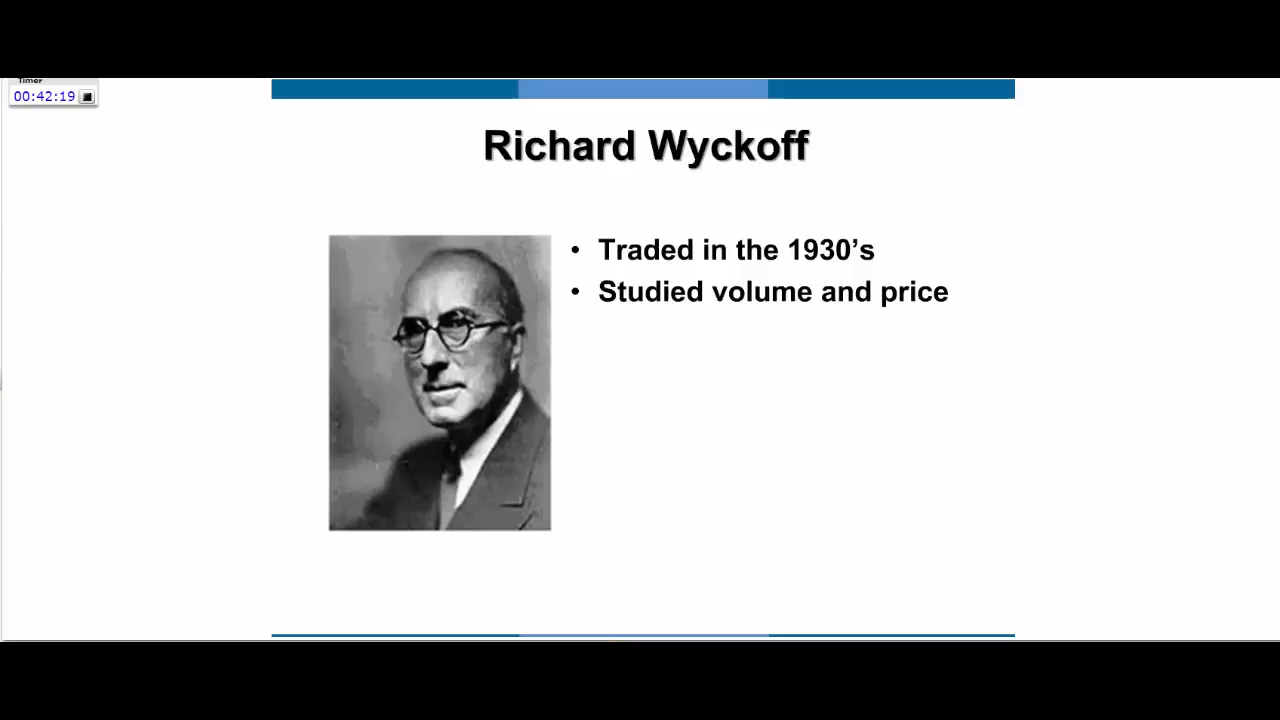 Timer
00:42:19
Richard Wyckoff
• Traded in the 1930’s
• Studied volume and price